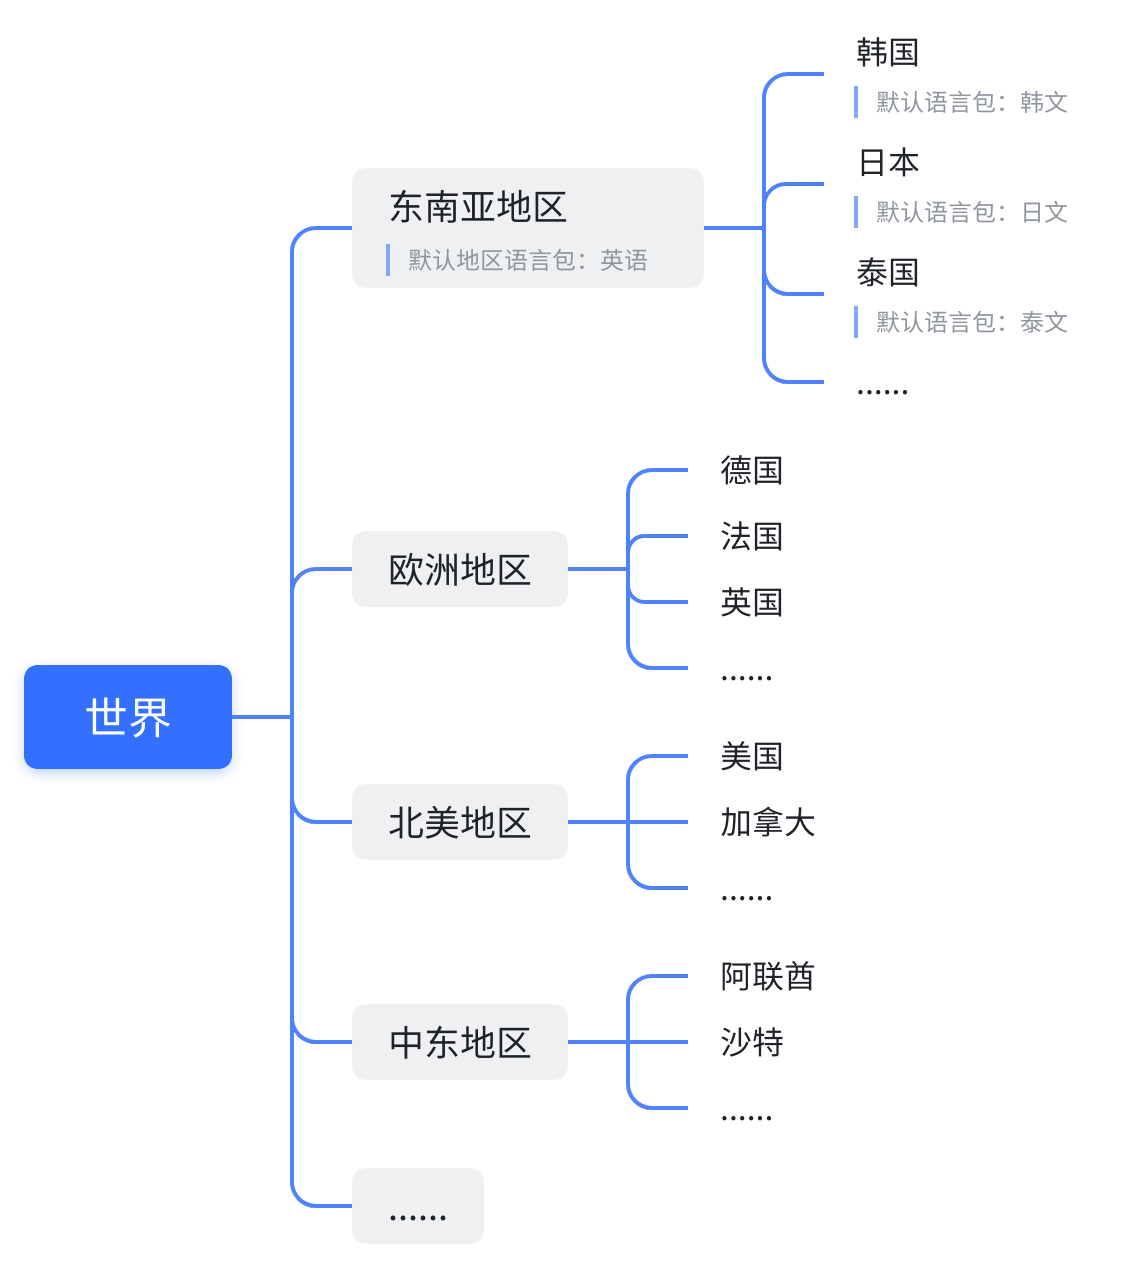 世界
东南亚地区
默认地区语言包：英语
韩国
默认语言包：韩文
日本
默认语言包：日文
泰国
默认语言包：泰文
......
欧洲地区
德国
法国
英国
......
北美地区
美国
加拿大
......
中东地区
阿联酋
沙特
......
......